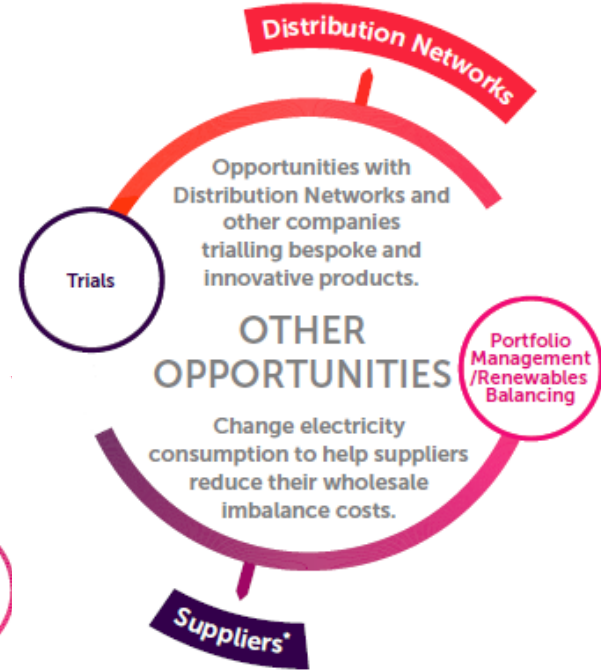 Distribution Networks
Opportunities with
Distribution Networks and
other companies
trialling bespoke and
innovative products.
Trials
OTHER
OPPORTUNITIES
Portfolio
Management
/Renewables
Balancing
Change electricity
consumption to help suppliers
reduce their wholesale
imbalance costs.
Suppliers*